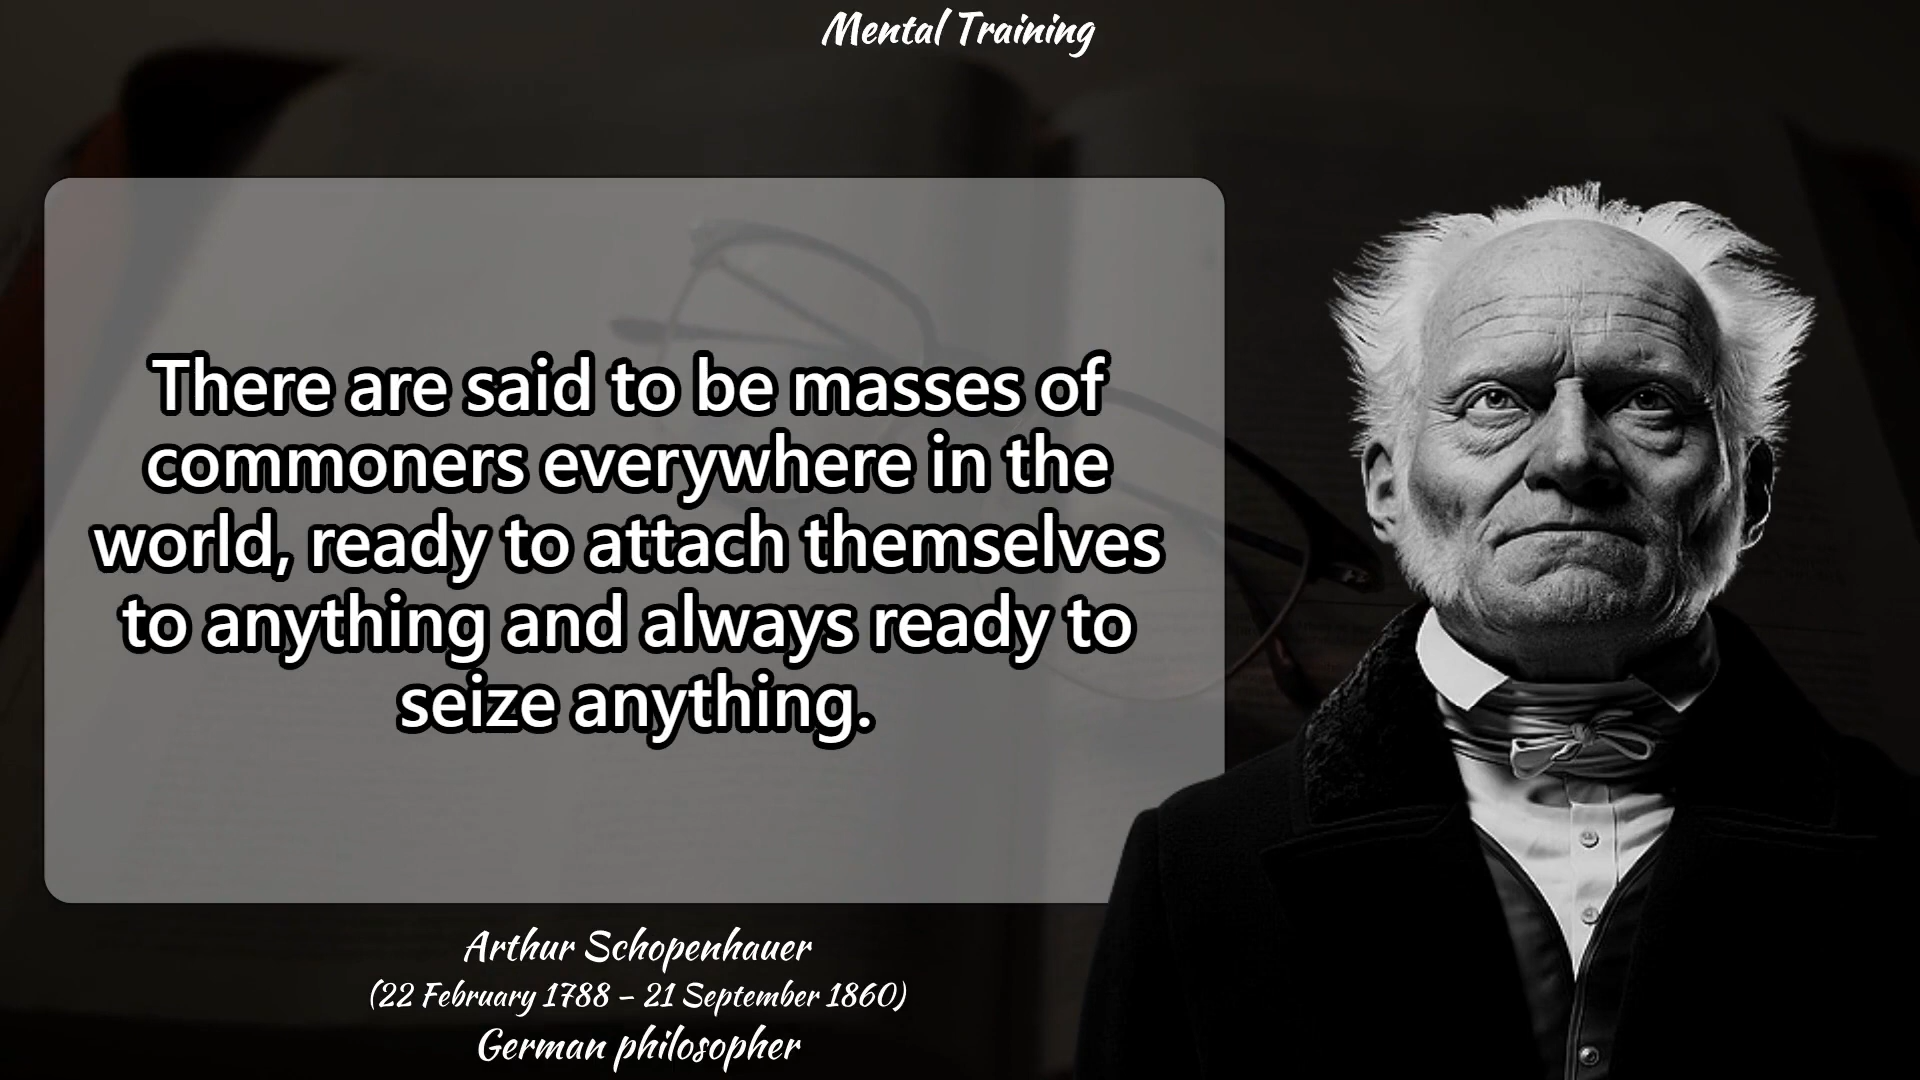 Mental Training
There are said to be masses of
commoners everywhere in the
world, ready to attach themselves
to anything and always ready to
seize anything.
Arthur Schopenhauer
(22 February 1788 – 21 September 1860)
German philosopher